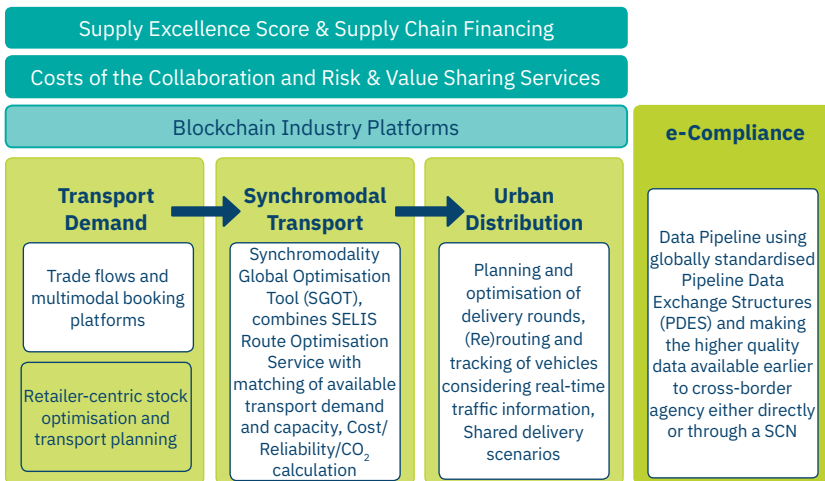 Supply Excellence Score & Supply Chain Financing
Costs of the Collaboration and Risk & Value Sharing Services
Blockchain Industry Platforms
Transport
Demand
Trade flows and
multimodal booking
platforms
Retailer-centric stock
optimisation and
transport planning
Synchromodal
Transport
Synchromodality
Global Optimisation
Tool (SGOT),
combines SELIS
Route Optimisation
Service with
matching of available
transport demand
and capacity, Cost/
Reliability/CO₂
calculation
Urban
Distribution
Planning and
optimisation of
delivery rounds,
(Re)routing and
tracking of vehicles
considering real-time
traffic information,
Shared delivery
scenarios
e-Compliance
Data Pipeline using
globally standardised
Pipeline Data
Exchange Structures
(PDES) and making
the higher quality
data available earlier
to cross-border
agency either directly
or through a SCN